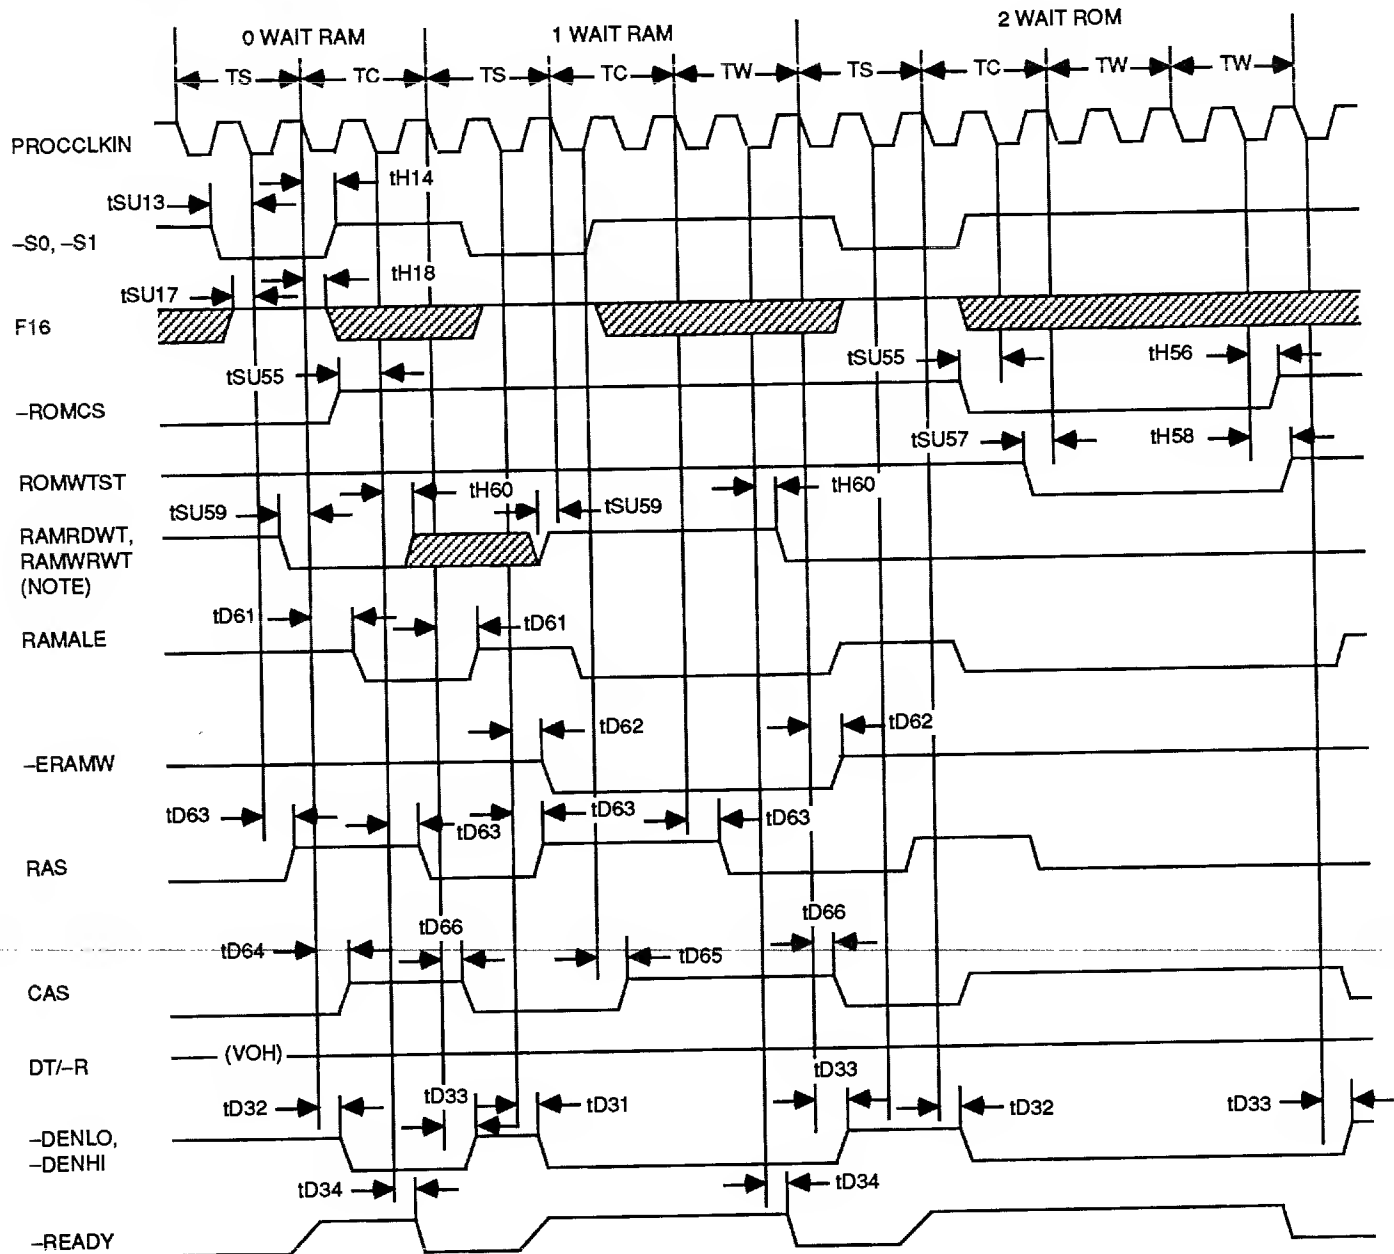 0 WAIT RAM 1 WAIT RAM 2 WAIT ROM
TS TC TS TC TW TS TC TW TW
PROCCLKIN
tH14
tSU13
–S0, –S1
tH18
tSU17
F16
tSU55 tSU55 tH56
–ROMCS
tSU57 tH58
ROMWTST
tH60 tH60
tSU59 tSU59
RAMRDWT,
RAMWRWT
(NOTE)
tD61 tD61
RAMALE
tD62 tD62
–ERAMW
tD63 tD63 tD63 tD63
RAS
tD66 tD66
tD64 tD65
CAS
(VOH)
DT/–R
tD33 tD33
tD32 tD31 tD32 tD33
–DENLO,
–DENHI
tD34 tD34
–READY